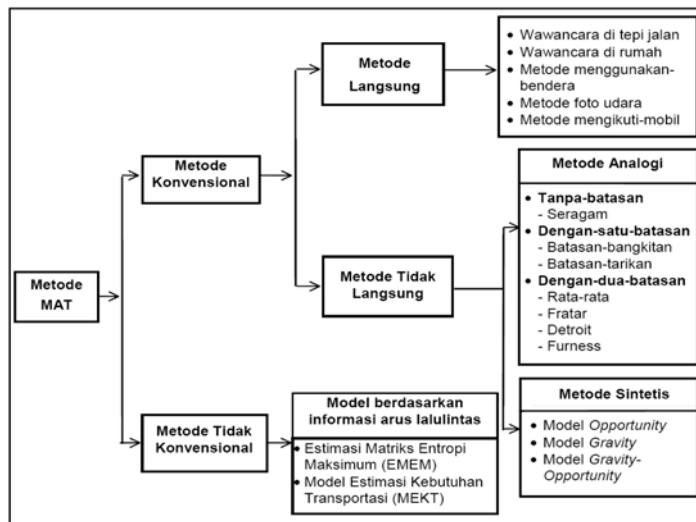 Metode
MAT
Metode
Konvensional
Metode
Langsung
• Wawancara di tepi jalan
• Wawancara di rumah
• Metode menggunakan-
bendera
• Metode foto udara
• Metode mengikuti-mobil
Metode Tidak
Langsung
Metode Analogi
• Tanpa-batasan
- Seragam
• Dengan-satu-batasan
- Batasan-bangkitan
- Batasan-tarikan
• Dengan-dua-batasan
- Rata-rata
- Fratar
- Detroit
- Furness
Metode Sintetis
• Model Opportunity
• Model Gravity
• Model Gravity-
Opportunity
Metode Tidak
Konvensional
Model berdasarkan
informasi arus lalulintas
• Estimasi Matriks Entropi
Maksimum (EMEM)
• Model Estimasi Kebutuhan
Transportasi (MEKT)